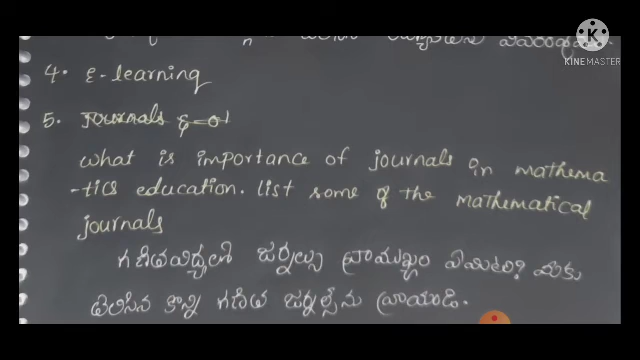 KINEMASTER
4. E-learning
5. Journals
What is importance of journals in mathema
-tics education. List some of the mathematical
journals
గణితవిద్యలో జర్నల్సు ప్రాముఖ్యం ఏమిటి? మీకు
తెలిసిన కొన్ని గణిత జర్నల్సేను వ్రాయండి.